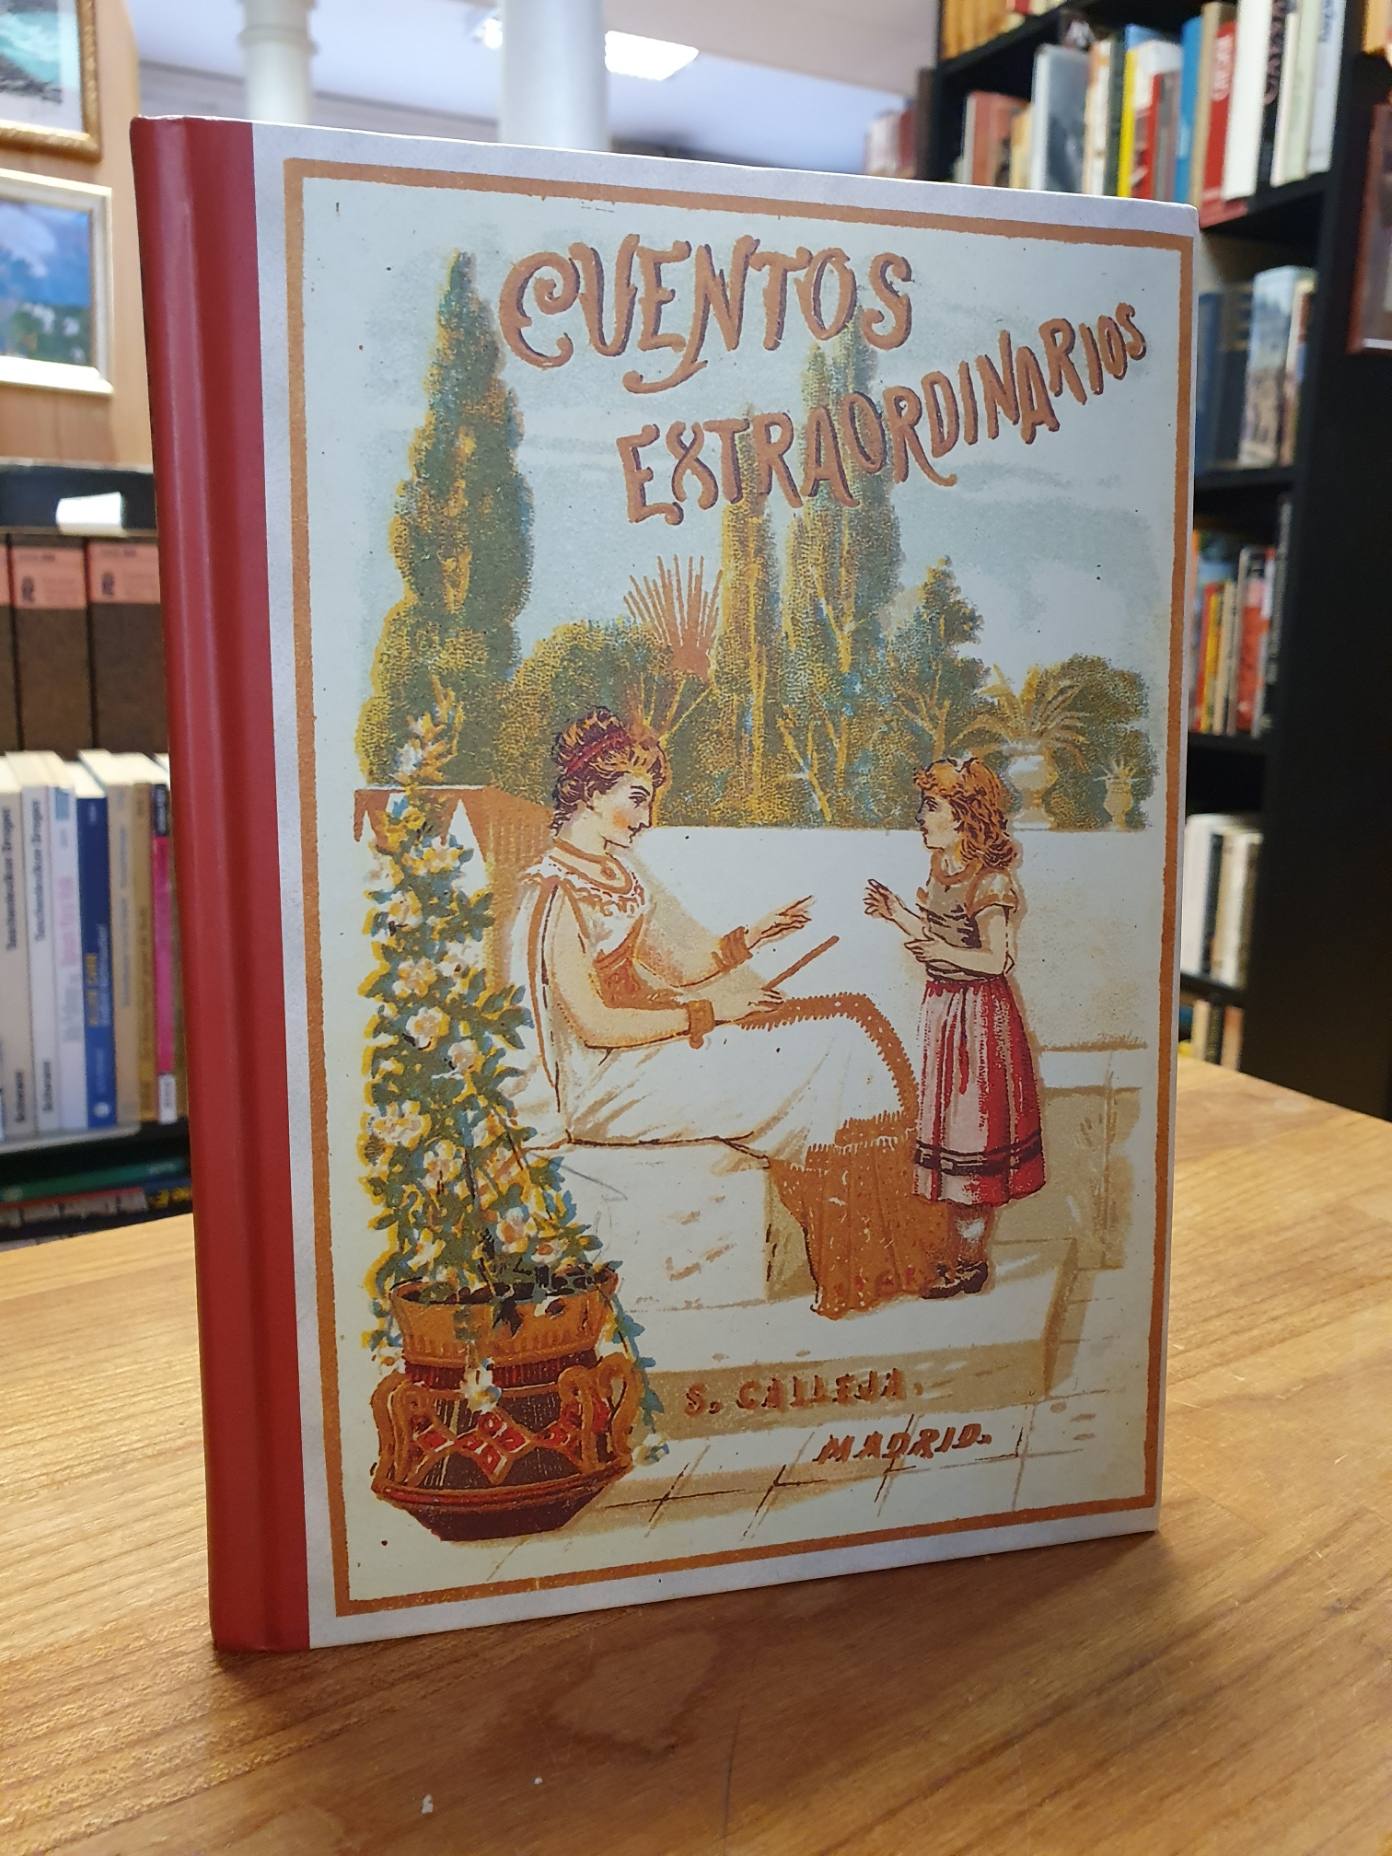 CUENTOS
EXTRAORDINARIOS
S. CALLEJA.
MADRID.